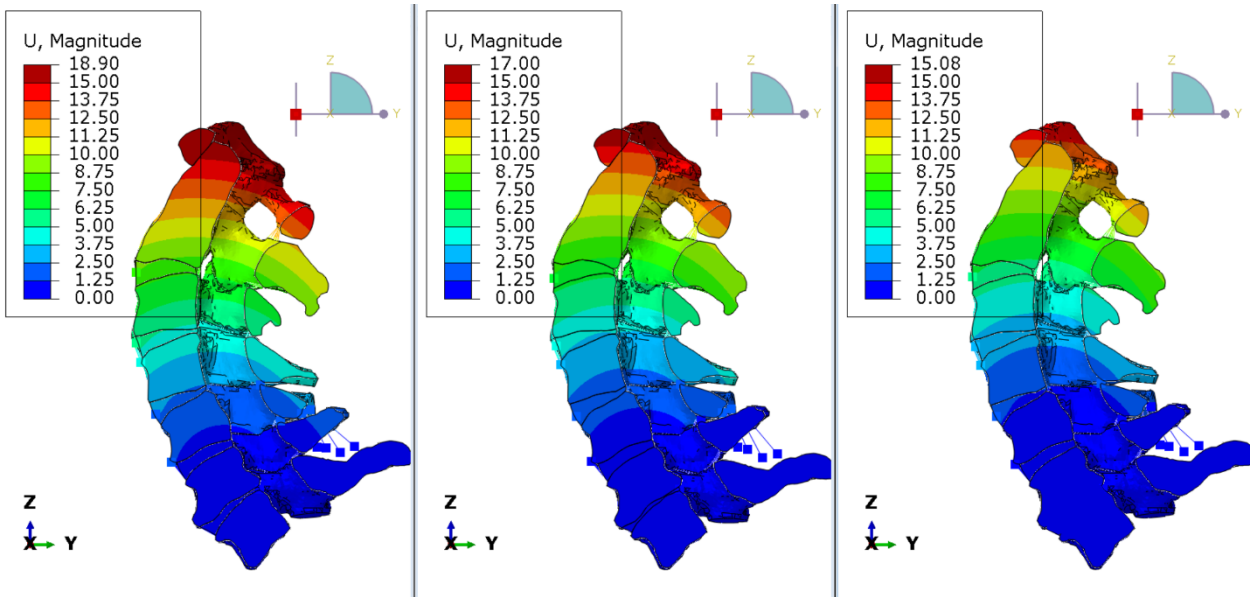 U, Magnitude
18.90
15.00
13.75
12.50
11.25
10.00
8.75
7.50
6.25
5.00
3.75
2.50
1.25
0.00
Z
X
Y
Z
X
Y
U, Magnitude
17.00
15.00
13.75
12.50
11.25
10.00
8.75
7.50
6.25
5.00
3.75
2.50
1.25
0.00
Z
X
Y
Z
X
Y
U, Magnitude
15.08
15.00
13.75
12.50
11.25
10.00
8.75
7.50
6.25
5.00
3.75
2.50
1.25
0.00
Z
X
Y
Z
X
Y